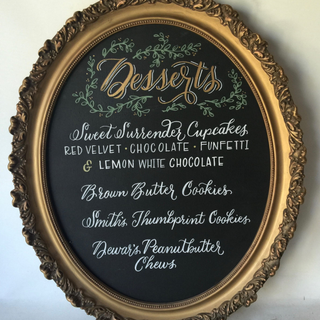 Desserts
Sweet Surrender Cupcakes
RED VELVET · CHOCOLATE · FUNFETTI
& LEMON WHITE CHOCOLATE
Brown Butter Cookies
Smith's Thumbprint Cookies
Dewar's Peanutbutter
Chews